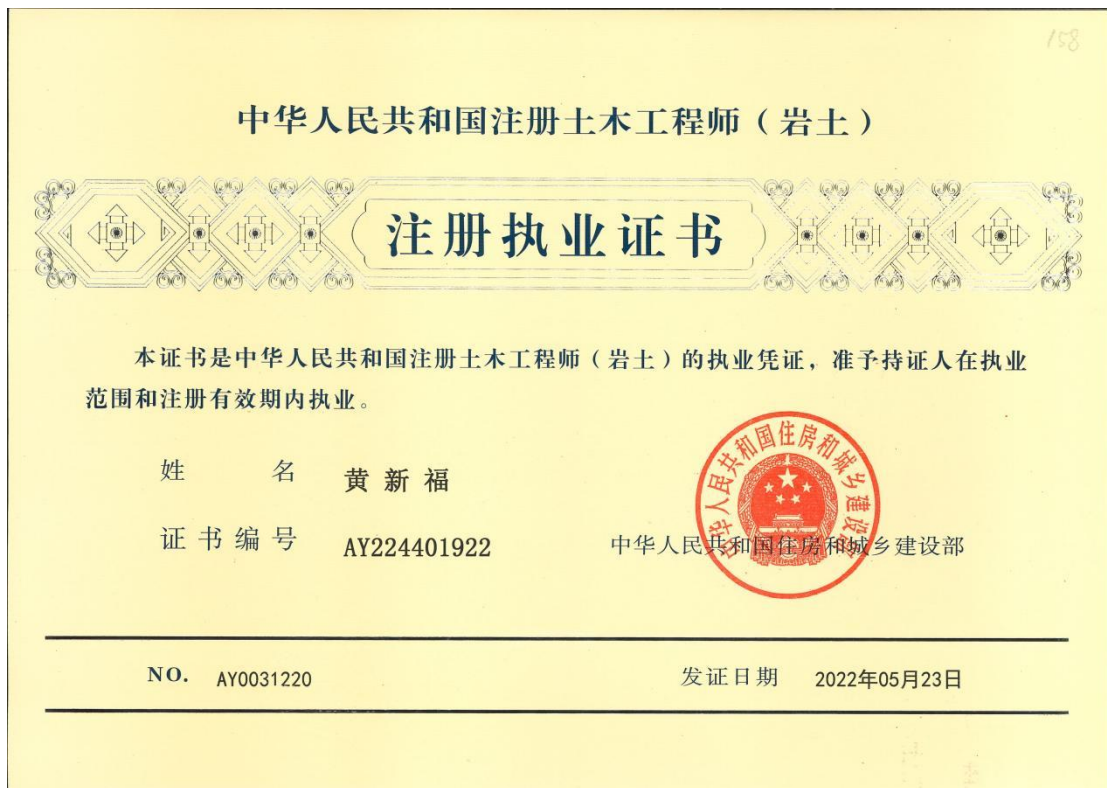 158
中华人民共和国注册土木工程师（岩土）
注册执业证书
本证书是中华人民共和国注册土木工程师（岩土）的执业凭证，准予持证人在执业
范围和注册有效期内执业。
姓 名 黄新福
中华人民共和国住房和城乡建设部
证书编号 AY224401922
中华人民共和国住房和城乡建设部
NO. AY0031220
发证日期 2022年05月23日